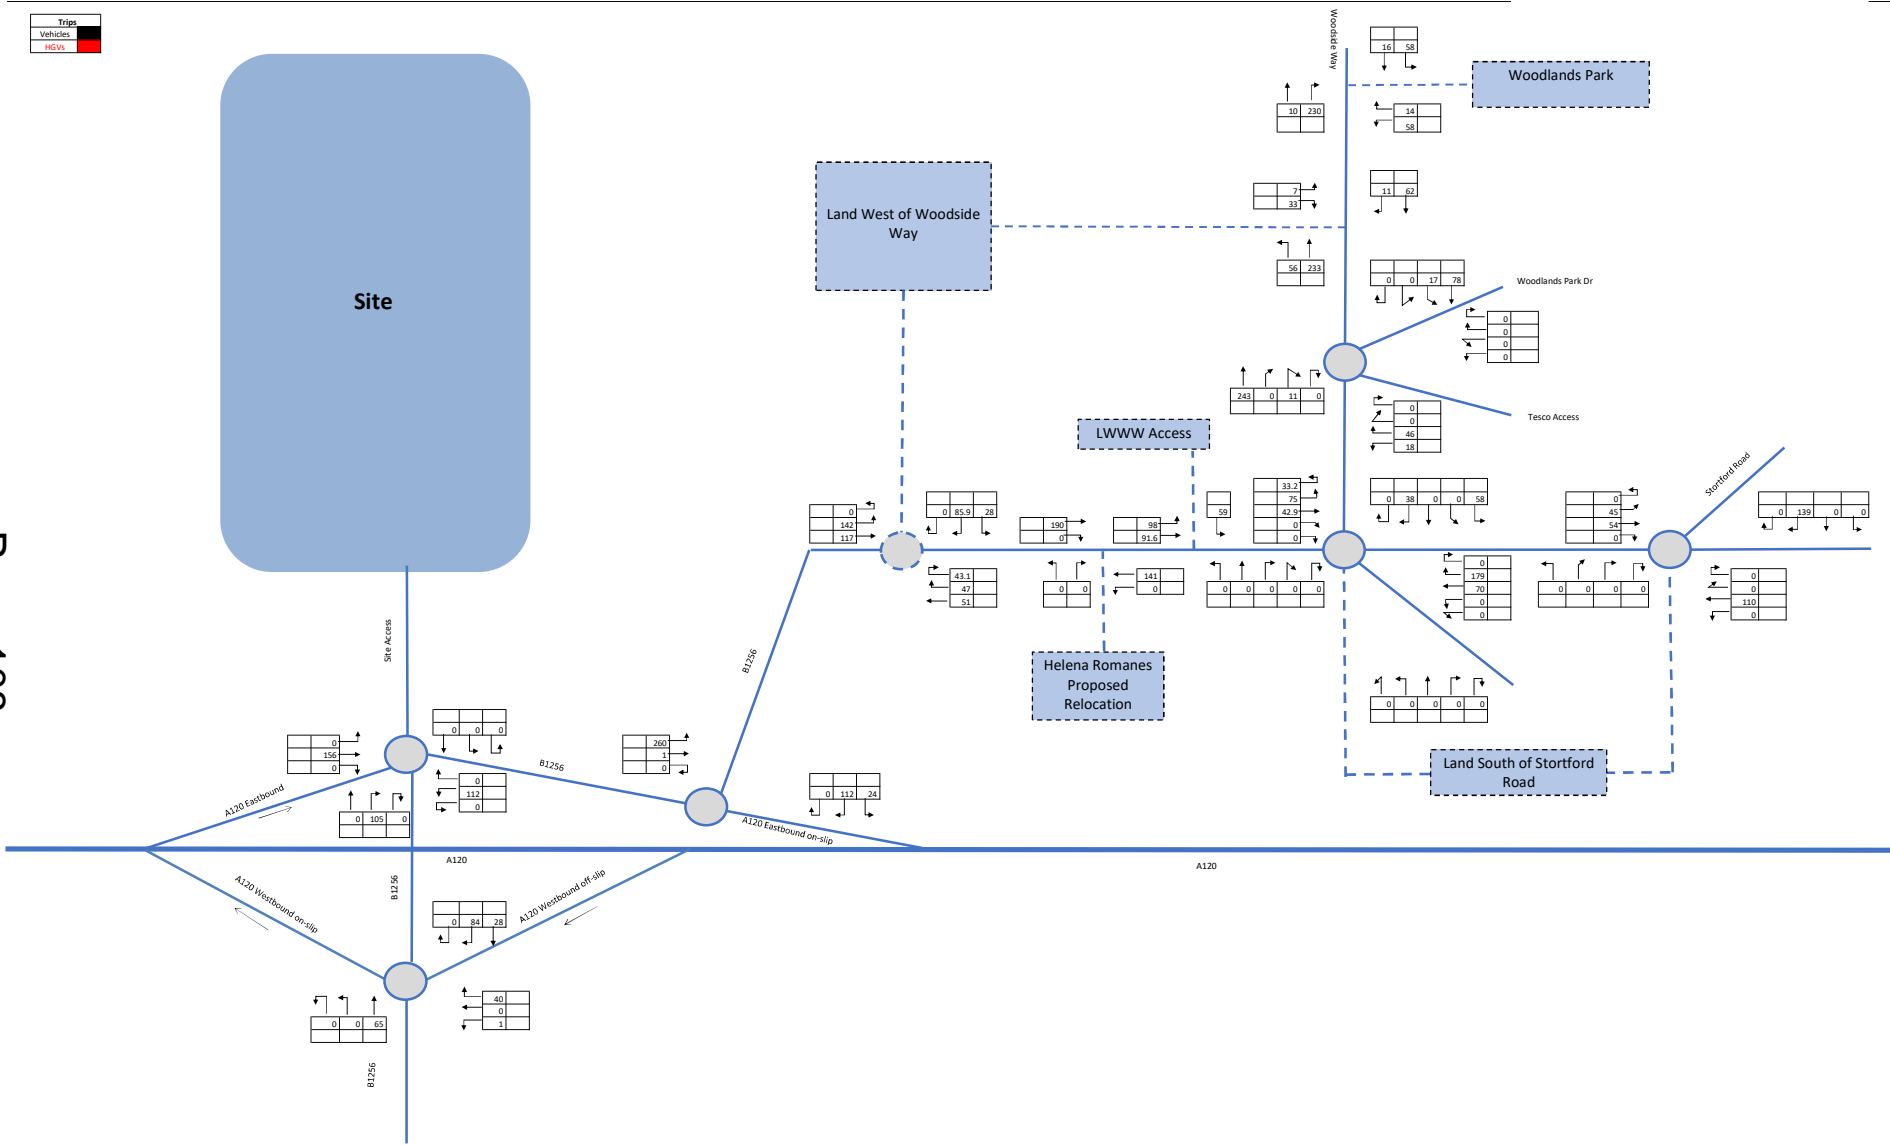 Trips
Vehicles
HGVs
Woodside Way
16 58
Woodlands Park
10 230
14
58
Land West of Woodside
Way
7
33
11 62
56 233
0 0 17 78
Woodlands Park Dr
0
0
0
0
Site
243 0 11 0
0
0
46
18
Tesco Access
LWWW Access
Stortford Road
0
142
117
0 85.9 28
190
0
98
91.6
59
33.2
75
42.9
0
0
0 38 0 0 58
0
45
54
0
0 139 0 0
43.1
47
51
0 0
141
0
0 0 0 0 0
0
179
70
0
0
0 0 0 0
0
0
110
0
Site Access
B1256
Helena Romanes
Proposed
Relocation
0 0 0 0 0
0
156
0
0 0 0
B1256
260
1
0
Land South of Stortford
Road
0
112
0
0 112 24
A120 Eastbound
0 105 0
A120 Eastbound on-slip
A120
A120
A120 Westbound on-slip
B1256
A120 Westbound off-slip
0 84 28
0 0 65
40
0
1
B1256